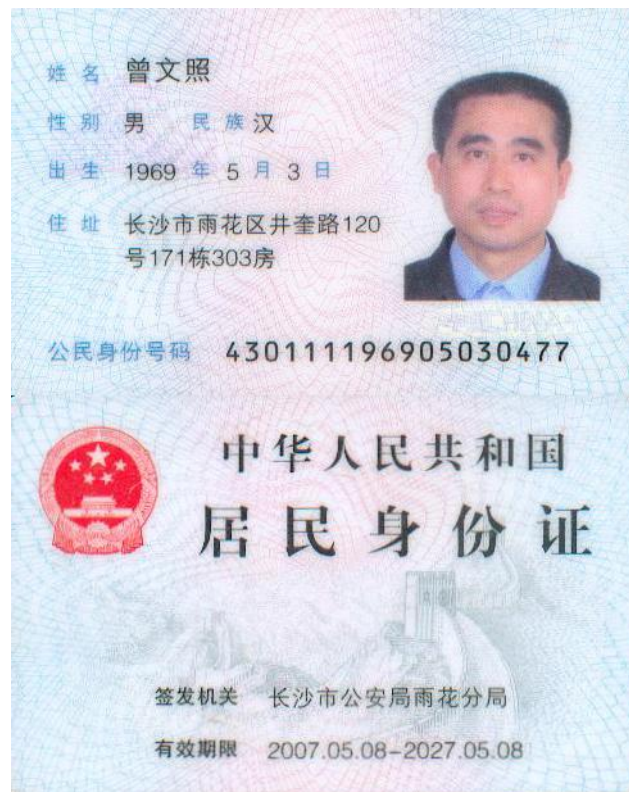 姓名 曾文照
性别 男 民族 汉
出生 1969 年 5 月 3 日
住址 长沙市雨花区井奎路120
号171栋303房
公民身份号码 430111196905030477
中华人民共和国
居民身份证
签发机关 长沙市公安局雨花分局
有效期限 2007.05.08-2027.05.08